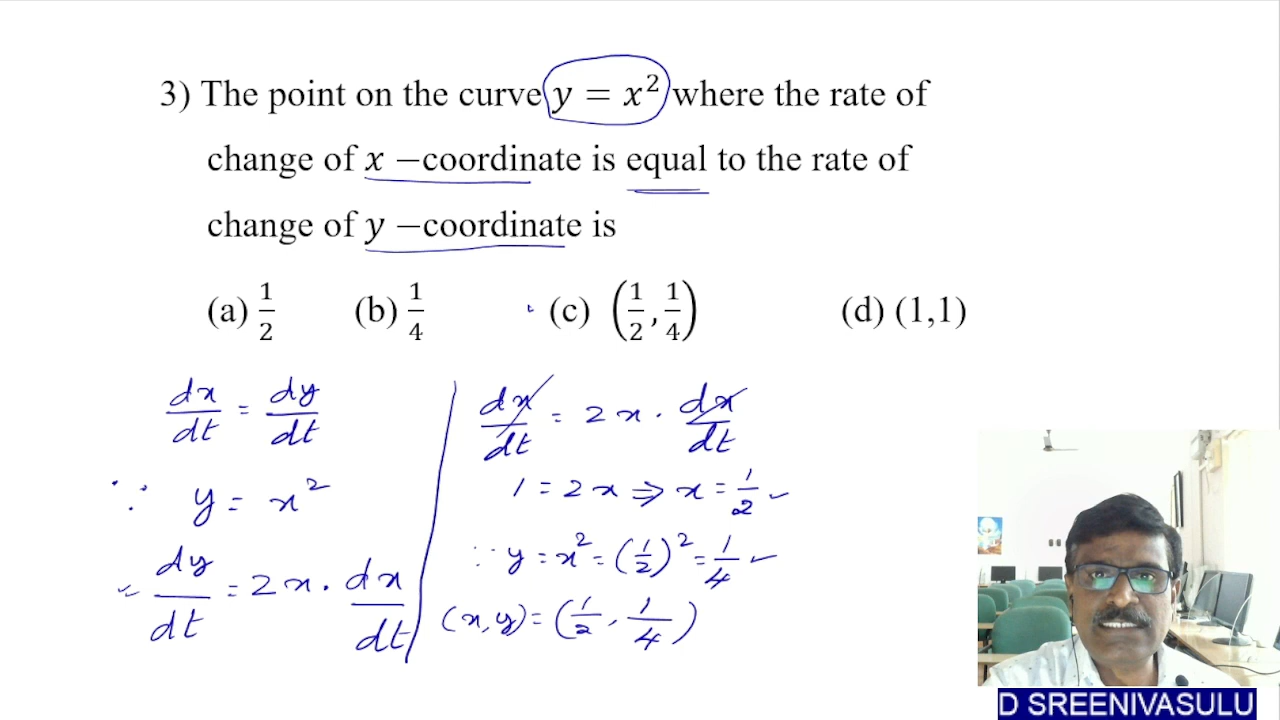 3) The point on the curve y = x² where the rate of
change of x −coordinate is equal to the rate of
change of y −coordinate is
(a) 1/2 (b) 1/4 (c) (1/2, 1/4) (d) (1,1)
dx/dt = dy/dt
∵ y = x²
dy/dt = 2x · dx/dt
dx/dt = 2x · dx/dt
1 = 2x ⇒ x = 1/2
∵ y = x² = (1/2)² = 1/4
(x, y) = (1/2, 1/4)
D SREENIVASULU